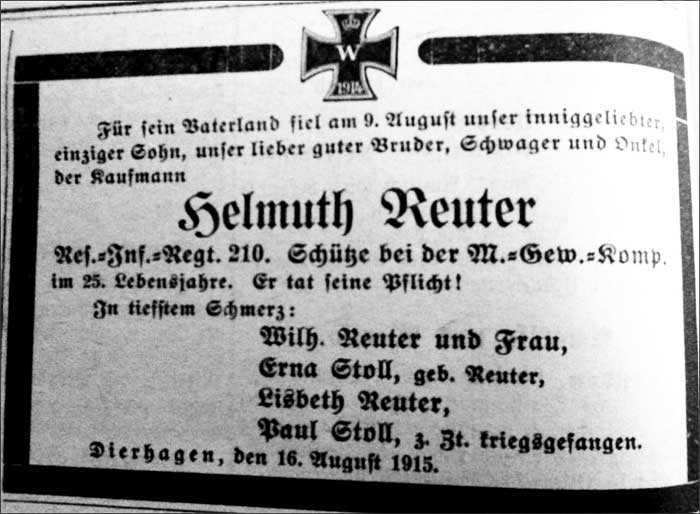 W
1914
Für sein Vaterland fiel am 9. August unser inniggeliebter,
einziger Sohn, unser lieber guter Bruder, Schwager und Onkel,
der Kaufmann
Helmuth Reuter
Res.=Inf.=Regt. 210. Schütze bei der M.=Gew.=Komp.
im 25. Lebensjahre. Er tat seine Pflicht!
In tiefstem Schmerz:
Wilh. Reuter und Frau,
Erna Stoll, geb. Reuter,
Lisbeth Reuter,
Paul Stoll, z. Zt. kriegsgefangen.
Dierhagen, den 16. August 1915.